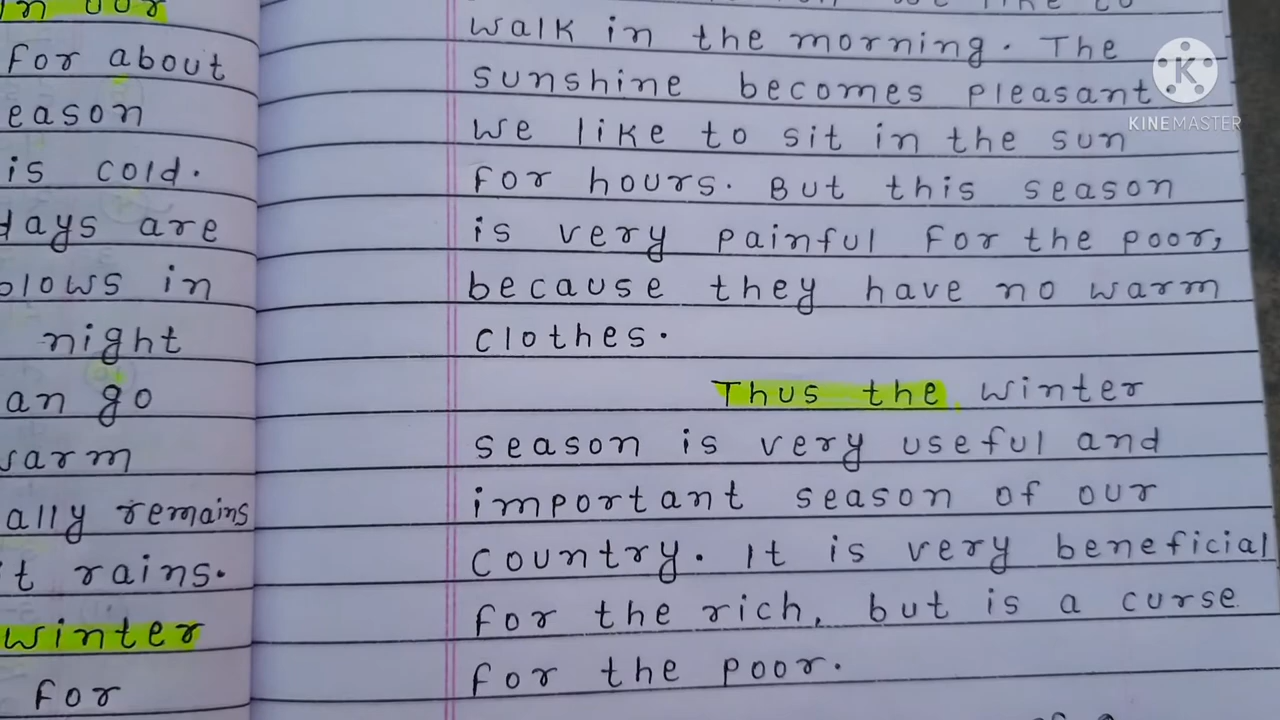 in our
for about
eason
is cold.
days are
blows in
night
an go
warm
ally remains
t rains.
winter
for
walk in the morning. The
sunshine becomes pleasant.
we like to sit in the sun
for hours. But this season
is very painful for the poor,
because they have no warm
clothes.
Thus the winter
season is very useful and
important season of our
country. It is very beneficial
for the rich, but is a curse
for the poor.
K
KINEMASTER